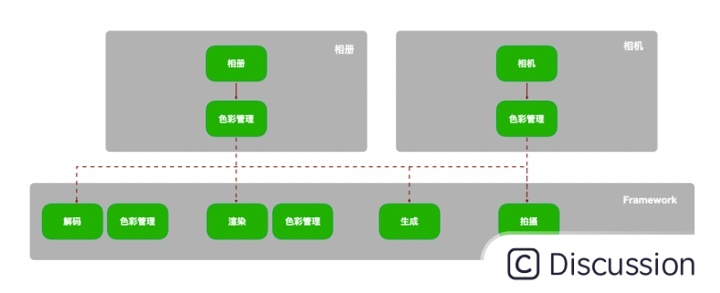 相册
相机
相册
相机
色彩管理
色彩管理
Framework
解码
色彩管理
渲染
色彩管理
生成
拍摄
C Discussion